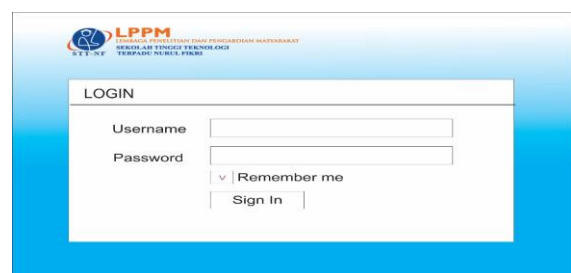 LPPM
LEMBAGA PENELITIAN DAN PENGABDIAN MASYARAKAT
SEKOLAH TINGGI TEKNOLOGI
TERPADU NURUL FIKRI
STT-NF
LOGIN
Username
Password
v Remember me
Sign In